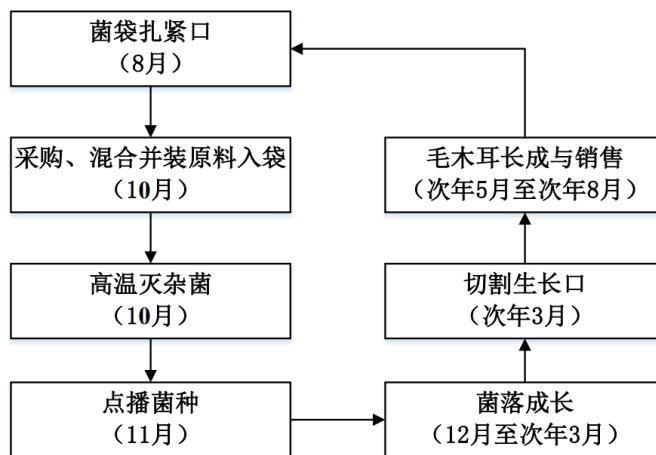 菌袋扎紧口
（8月）
采购、混合并装原料入袋
（10月）
高温灭杂菌
（10月）
点播菌种
（11月）
菌落成长
（12月至次年3月）
切割生长口
（次年3月）
毛木耳长成与销售
（次年5月至次年8月）